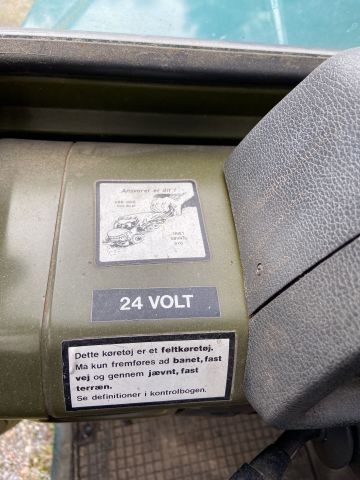 Ansvaret er dit !
24 VOLT
Dette køretøj er et feltkøretøj.
Må kun fremføres ad banet, fast
vej og gennem jævnt, fast
terræn.
Se definitioner i kontrolbogen.